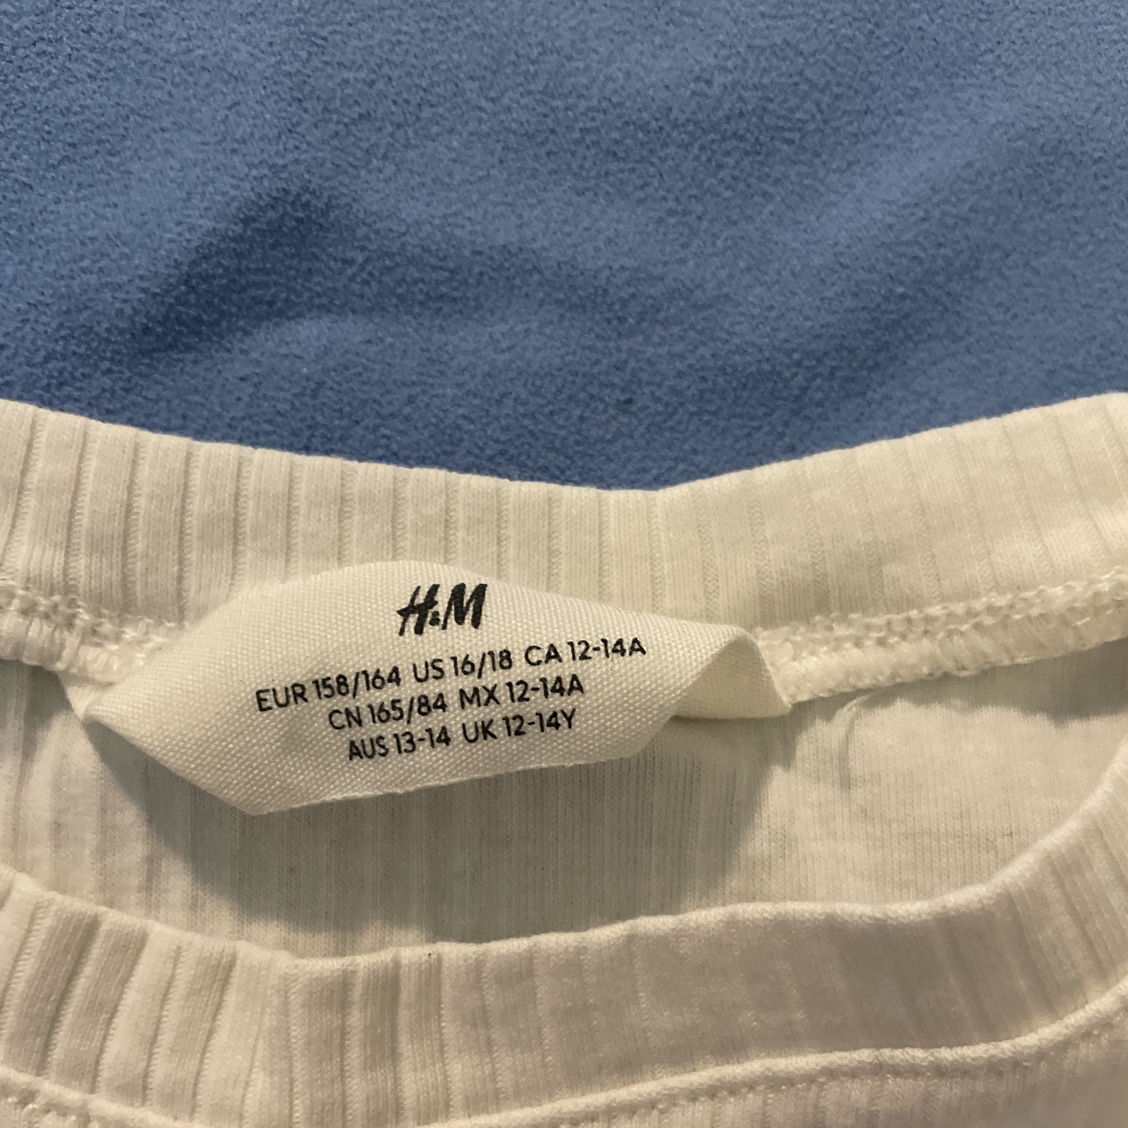 H&M
EUR 158/164 US 16/18 CA 12-14A
CN 165/84 MX 12-14A
AUS 13-14 UK 12-14Y